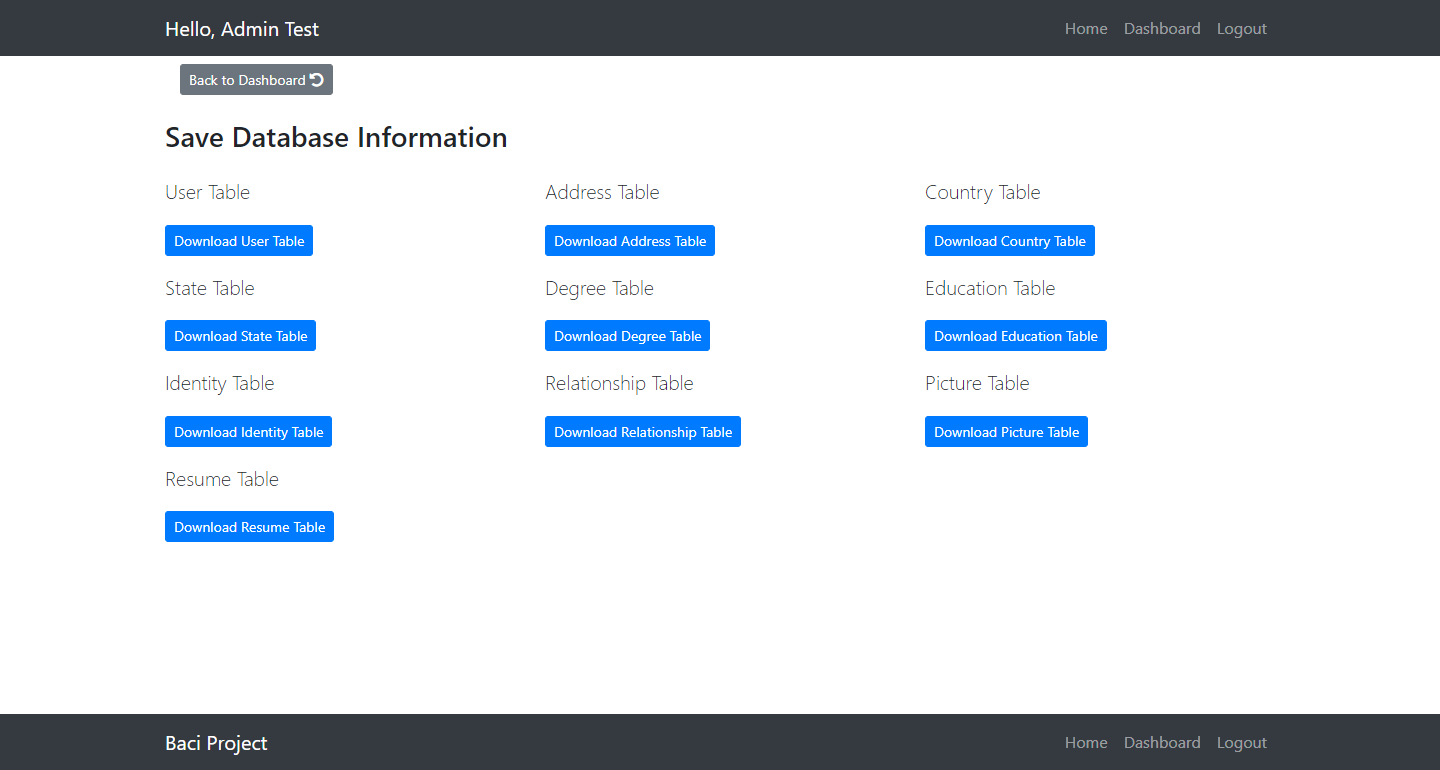 Hello, Admin Test
Home Dashboard Logout
Back to Dashboard
Save Database Information
User Table
Address Table
Country Table
Download User Table
Download Address Table
Download Country Table
State Table
Degree Table
Education Table
Download State Table
Download Degree Table
Download Education Table
Identity Table
Relationship Table
Picture Table
Download Identity Table
Download Relationship Table
Download Picture Table
Resume Table
Download Resume Table
Baci Project
Home Dashboard Logout